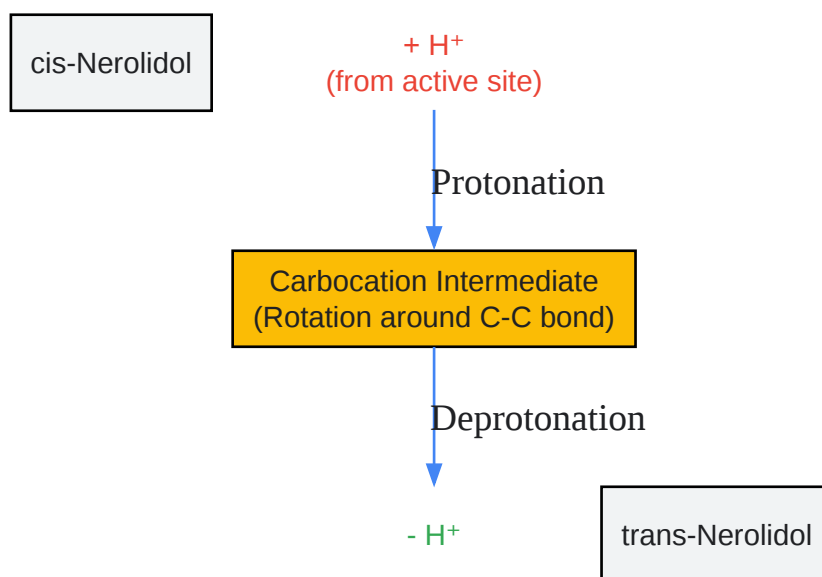 cis-Nerolidol
+ H⁺
(from active site)
Protonation
Carbocation Intermediate
(Rotation around C-C bond)
Deprotonation
- H⁺
trans-Nerolidol